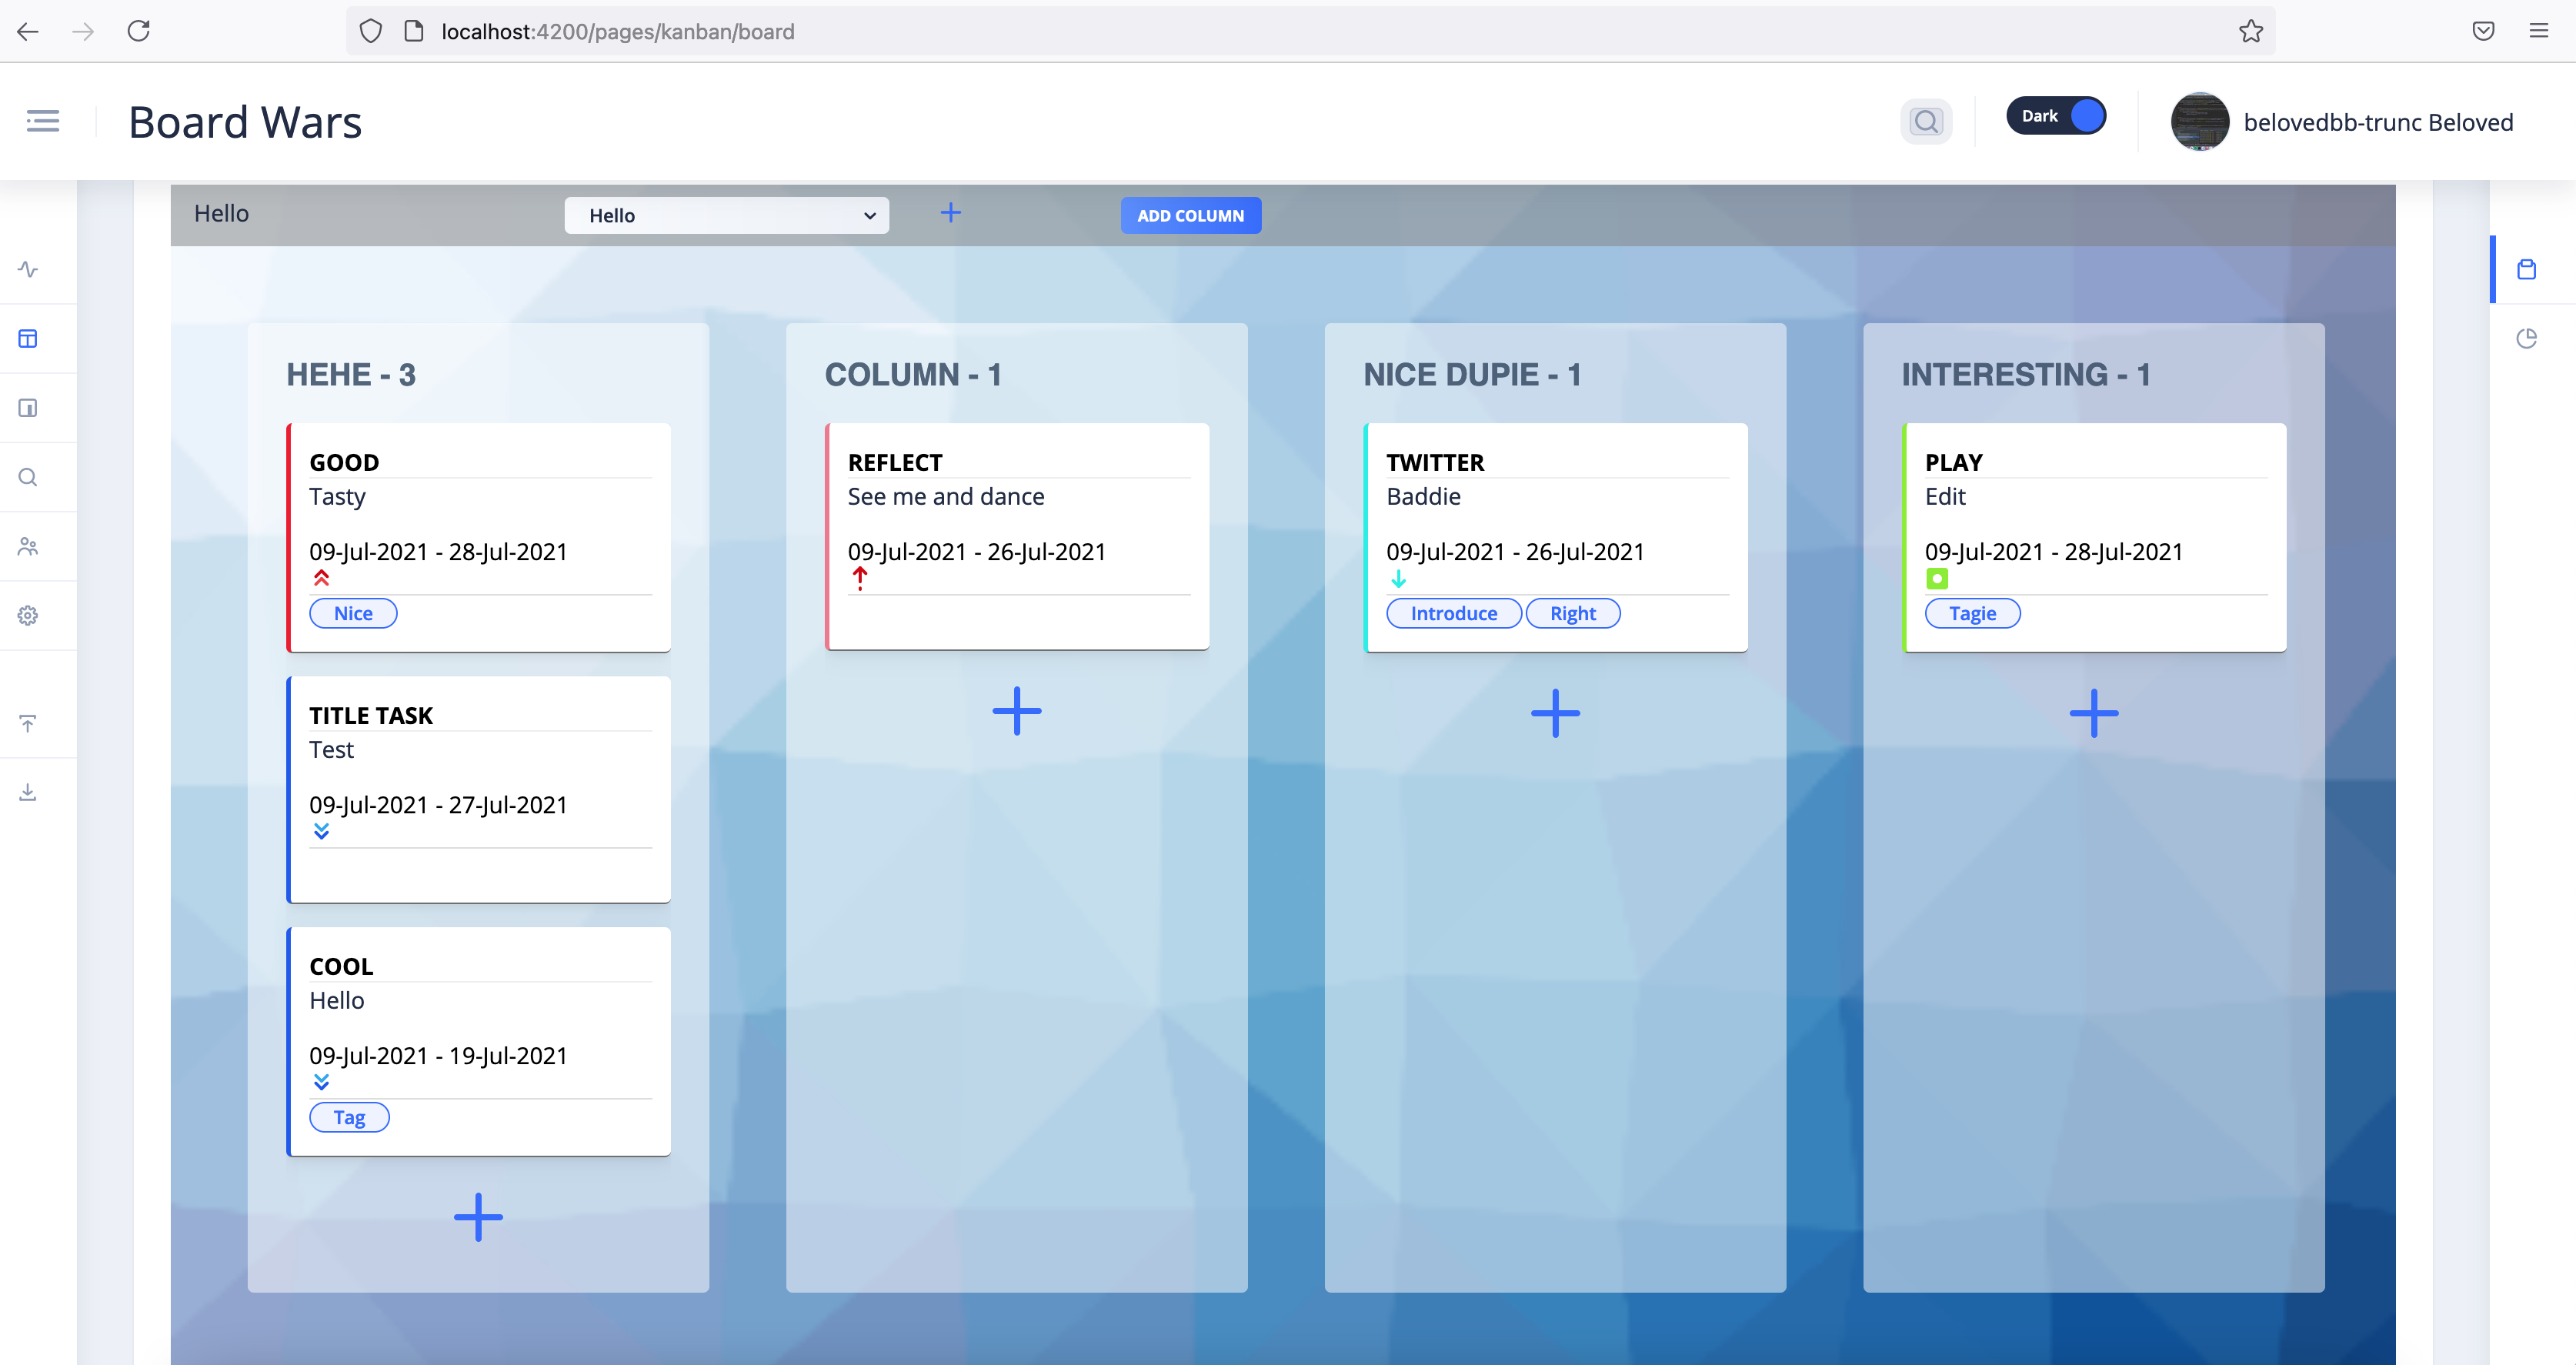 localhost:4200/pages/kanban/board
Board Wars
Dark
belovedbb-trunc Beloved
Hello
Hello
ADD COLUMN
HEHE - 3
GOOD
Tasty
09-Jul-2021 - 28-Jul-2021
Nice
TITLE TASK
Test
09-Jul-2021 - 27-Jul-2021
COOL
Hello
09-Jul-2021 - 19-Jul-2021
Tag
COLUMN - 1
REFLECT
See me and dance
09-Jul-2021 - 26-Jul-2021
NICE DUPIE - 1
TWITTER
Baddie
09-Jul-2021 - 26-Jul-2021
Introduce Right
INTERESTING - 1
PLAY
Edit
09-Jul-2021 - 28-Jul-2021
Tagie